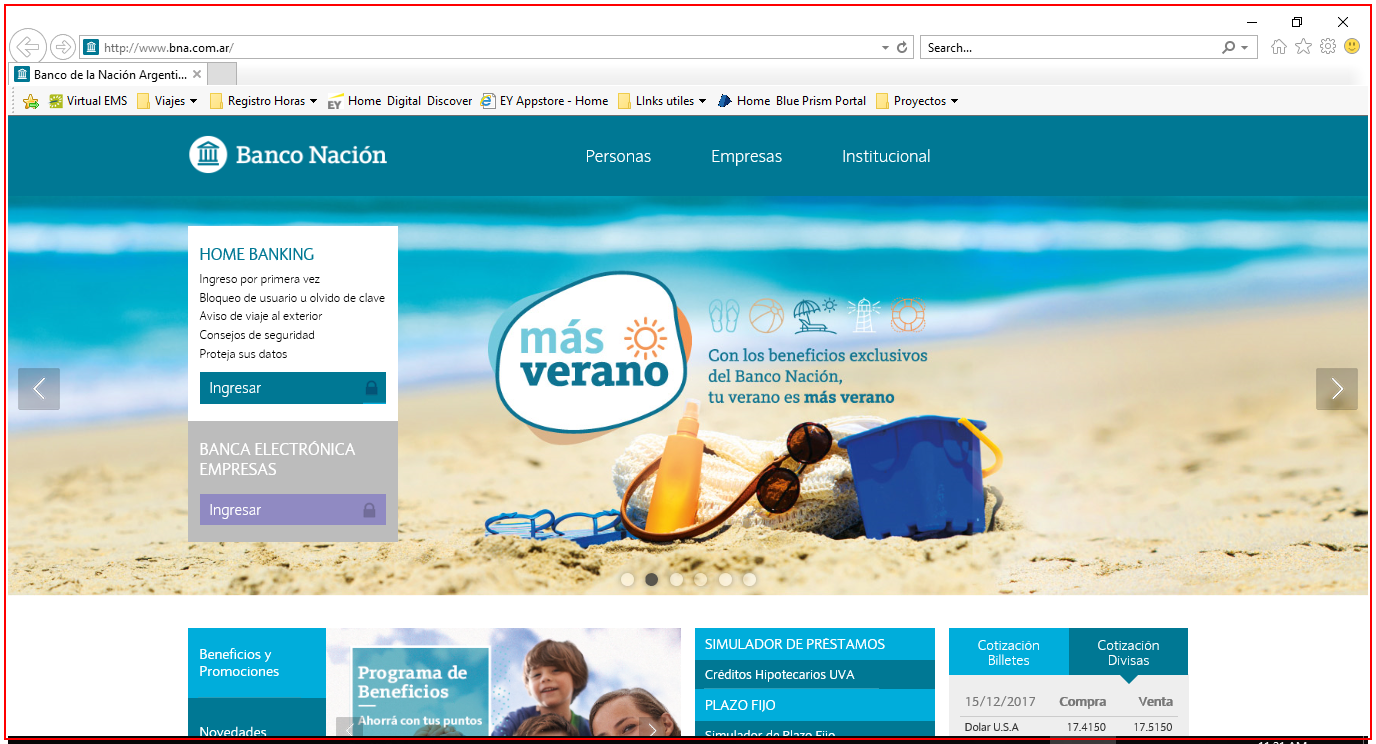 http://www.bna.com.ar/
Search...
Banco de la Nación Argenti...
Virtual EMS
Viajes
Registro Horas
EY
Home Digital Discover
EY Appstore - Home
LInks utiles
Home Blue Prism Portal
Proyectos
Banco Nación
Personas
Empresas
Institucional
HOME BANKING
Ingreso por primera vez
Bloqueo de usuario u olvido de clave
Aviso de viaje al exterior
Consejos de seguridad
Proteja sus datos
Ingresar
BANCA ELECTRÓNICA
EMPRESAS
Ingresar
más
verano
Con los beneficios exclusivos
del Banco Nación,
tu verano es más verano
Beneficios y
Promociones
Novedades
Programa de
Beneficios
Ahorrá con tus puntos
SIMULADOR DE PRÉSTAMOS
Créditos Hipotecarios UVA
PLAZO FIJO
Simulador de Plazo Fijo
Cotización
Billetes
Cotización
Divisas
15/12/2017 Compra Venta
Dolar U.S.A 17.4150 17.5150